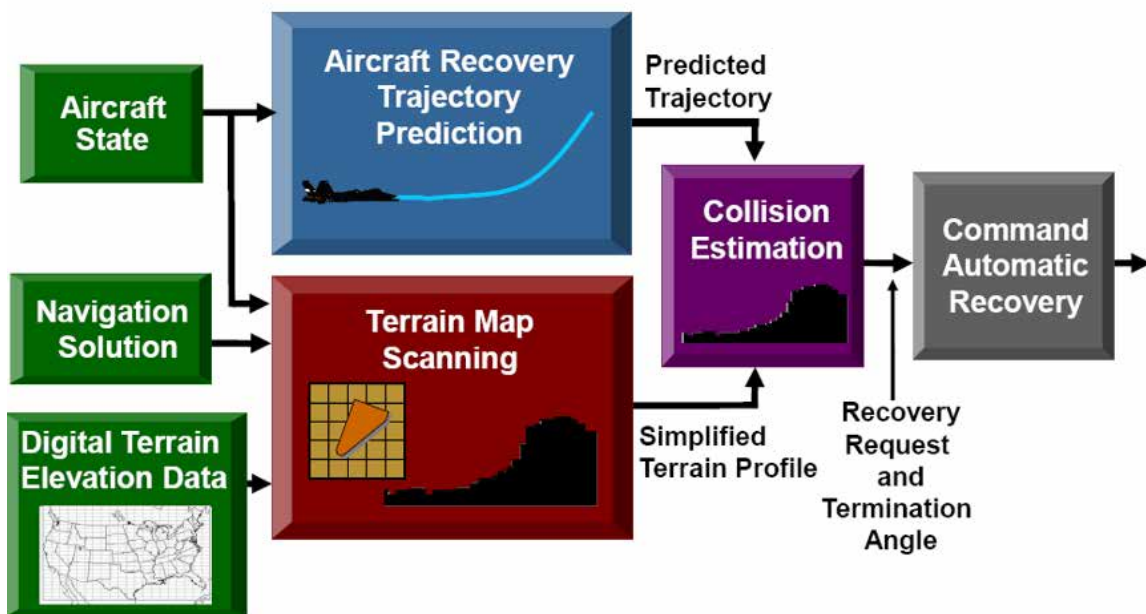 Aircraft
State
Navigation
Solution
Digital Terrain
Elevation Data
Aircraft Recovery
Trajectory
Prediction
Terrain Map
Scanning
Predicted
Trajectory
Simplified
Terrain Profile
Collision
Estimation
Recovery
Request
and
Termination
Angle
Command
Automatic
Recovery